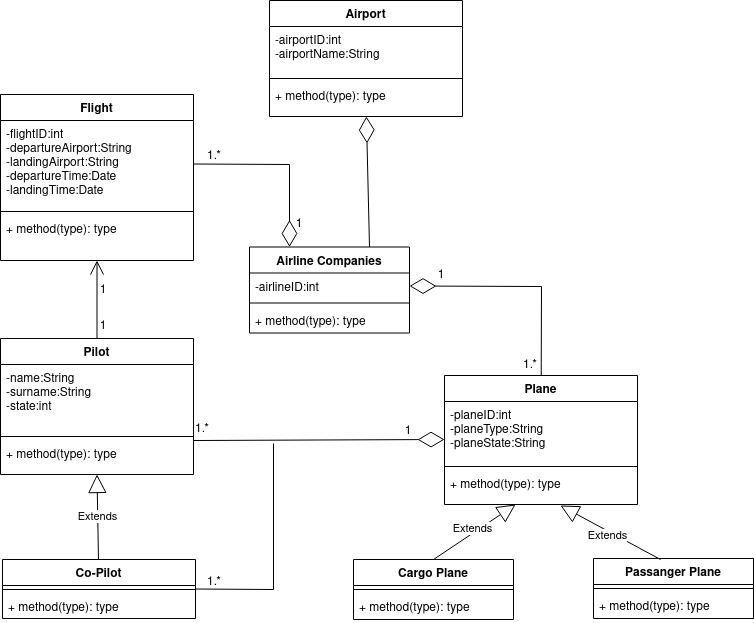 Airport
-airportID:int
-airportName:String
+ method(type): type
Flight
-flightID:int
-departureAirport:String
-landingAirport:String
-departureTime:Date
-landingTime:Date
+ method(type): type
1.*
1
Airline Companies
-airlineID:int
+ method(type): type
1
1.*
1
1
Pilot
-name:String
-surname:String
-state:int
+ method(type): type
1.*
1
Plane
-planeID:int
-planeType:String
-planeState:String
+ method(type): type
Extends
Extends
Extends
Co-Pilot
+ method(type): type
1.*
Cargo Plane
+ method(type): type
Passanger Plane
+ method(type): type